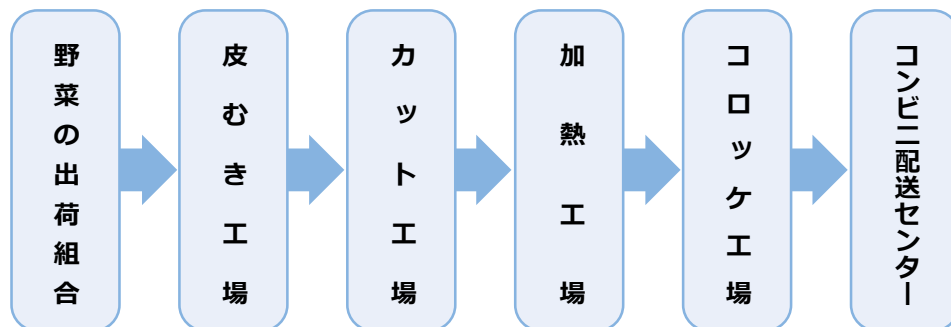 野菜の出荷組合
皮むき工場
カット工場
加熱工場
コロッケ工場
コンビニ配送センター